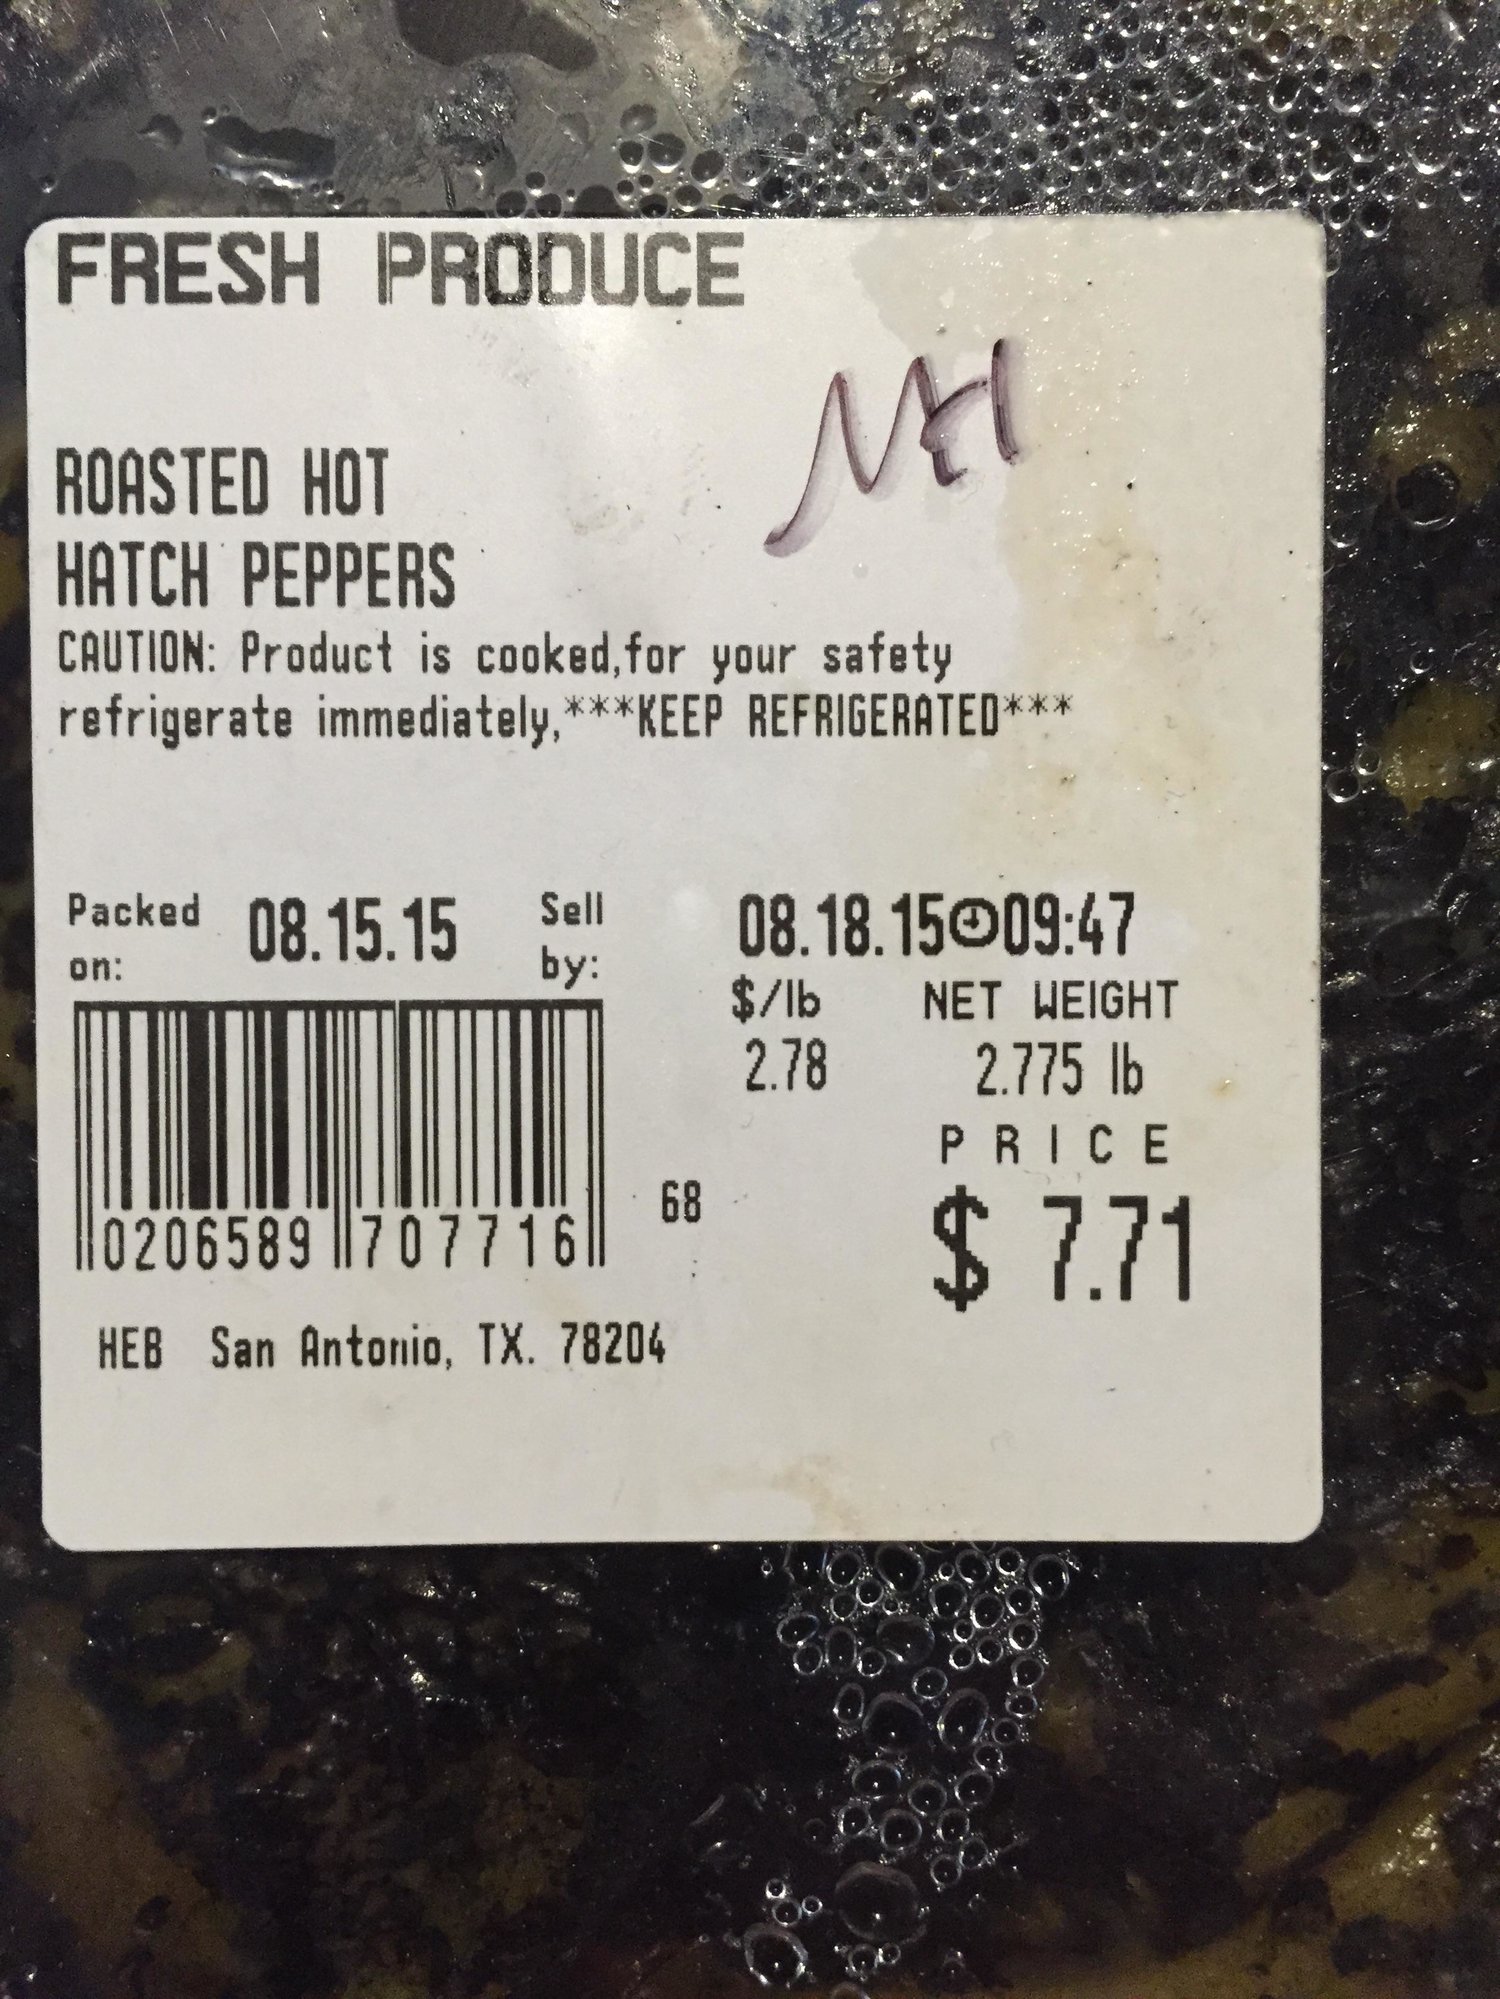 FRESH PRODUCE
ROASTED HOT
HATCH PEPPERS
CAUTION: Product is cooked,for your safety
refrigerate immediately,***KEEP REFRIGERATED***
Packed on: 08.15.15 Sell by: 08.18.15 09:47
$/lb NET WEIGHT
2.78 2.775 lb
PRICE
$ 7.71
68
0206589 707716
HEB San Antonio, TX. 78204